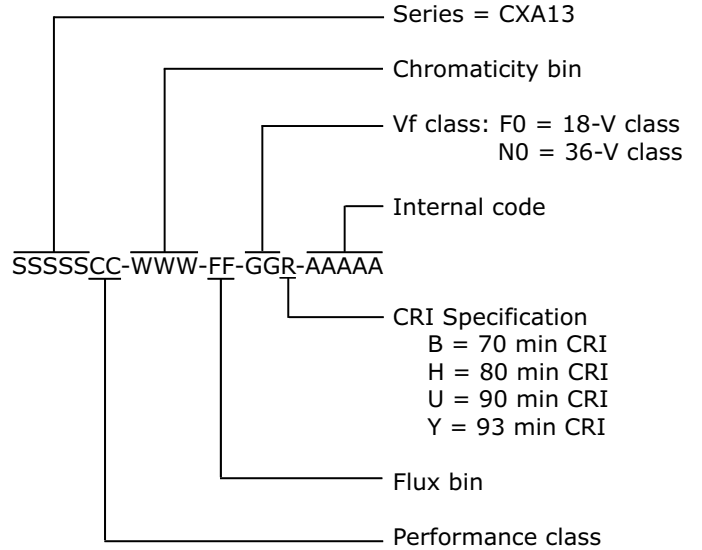 Series = CXA13
Chromaticity bin
Vf class: F0 = 18-V class
N0 = 36-V class
Internal code
SSSSSCC-WWW-FF-GGR-AAAAA
CRI Specification
B = 70 min CRI
H = 80 min CRI
U = 90 min CRI
Y = 93 min CRI
Flux bin
Performance class